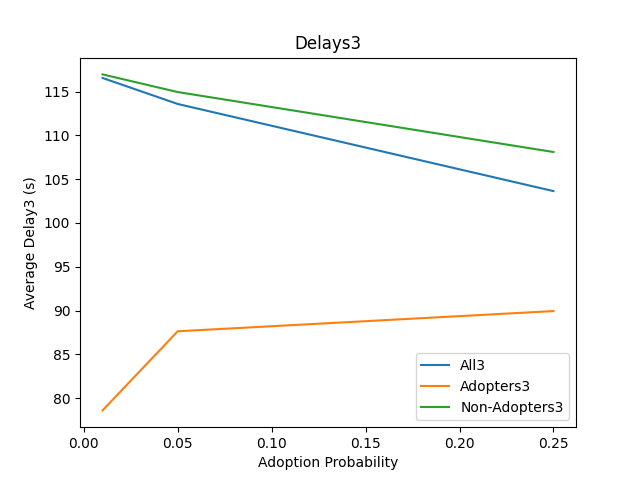 Delays3
Average Delay3 (s)
115
110
105
100
95
90
85
80
0.00
0.05
0.10
0.15
0.20
0.25
Adoption Probability
All3
Adopters3
Non-Adopters3